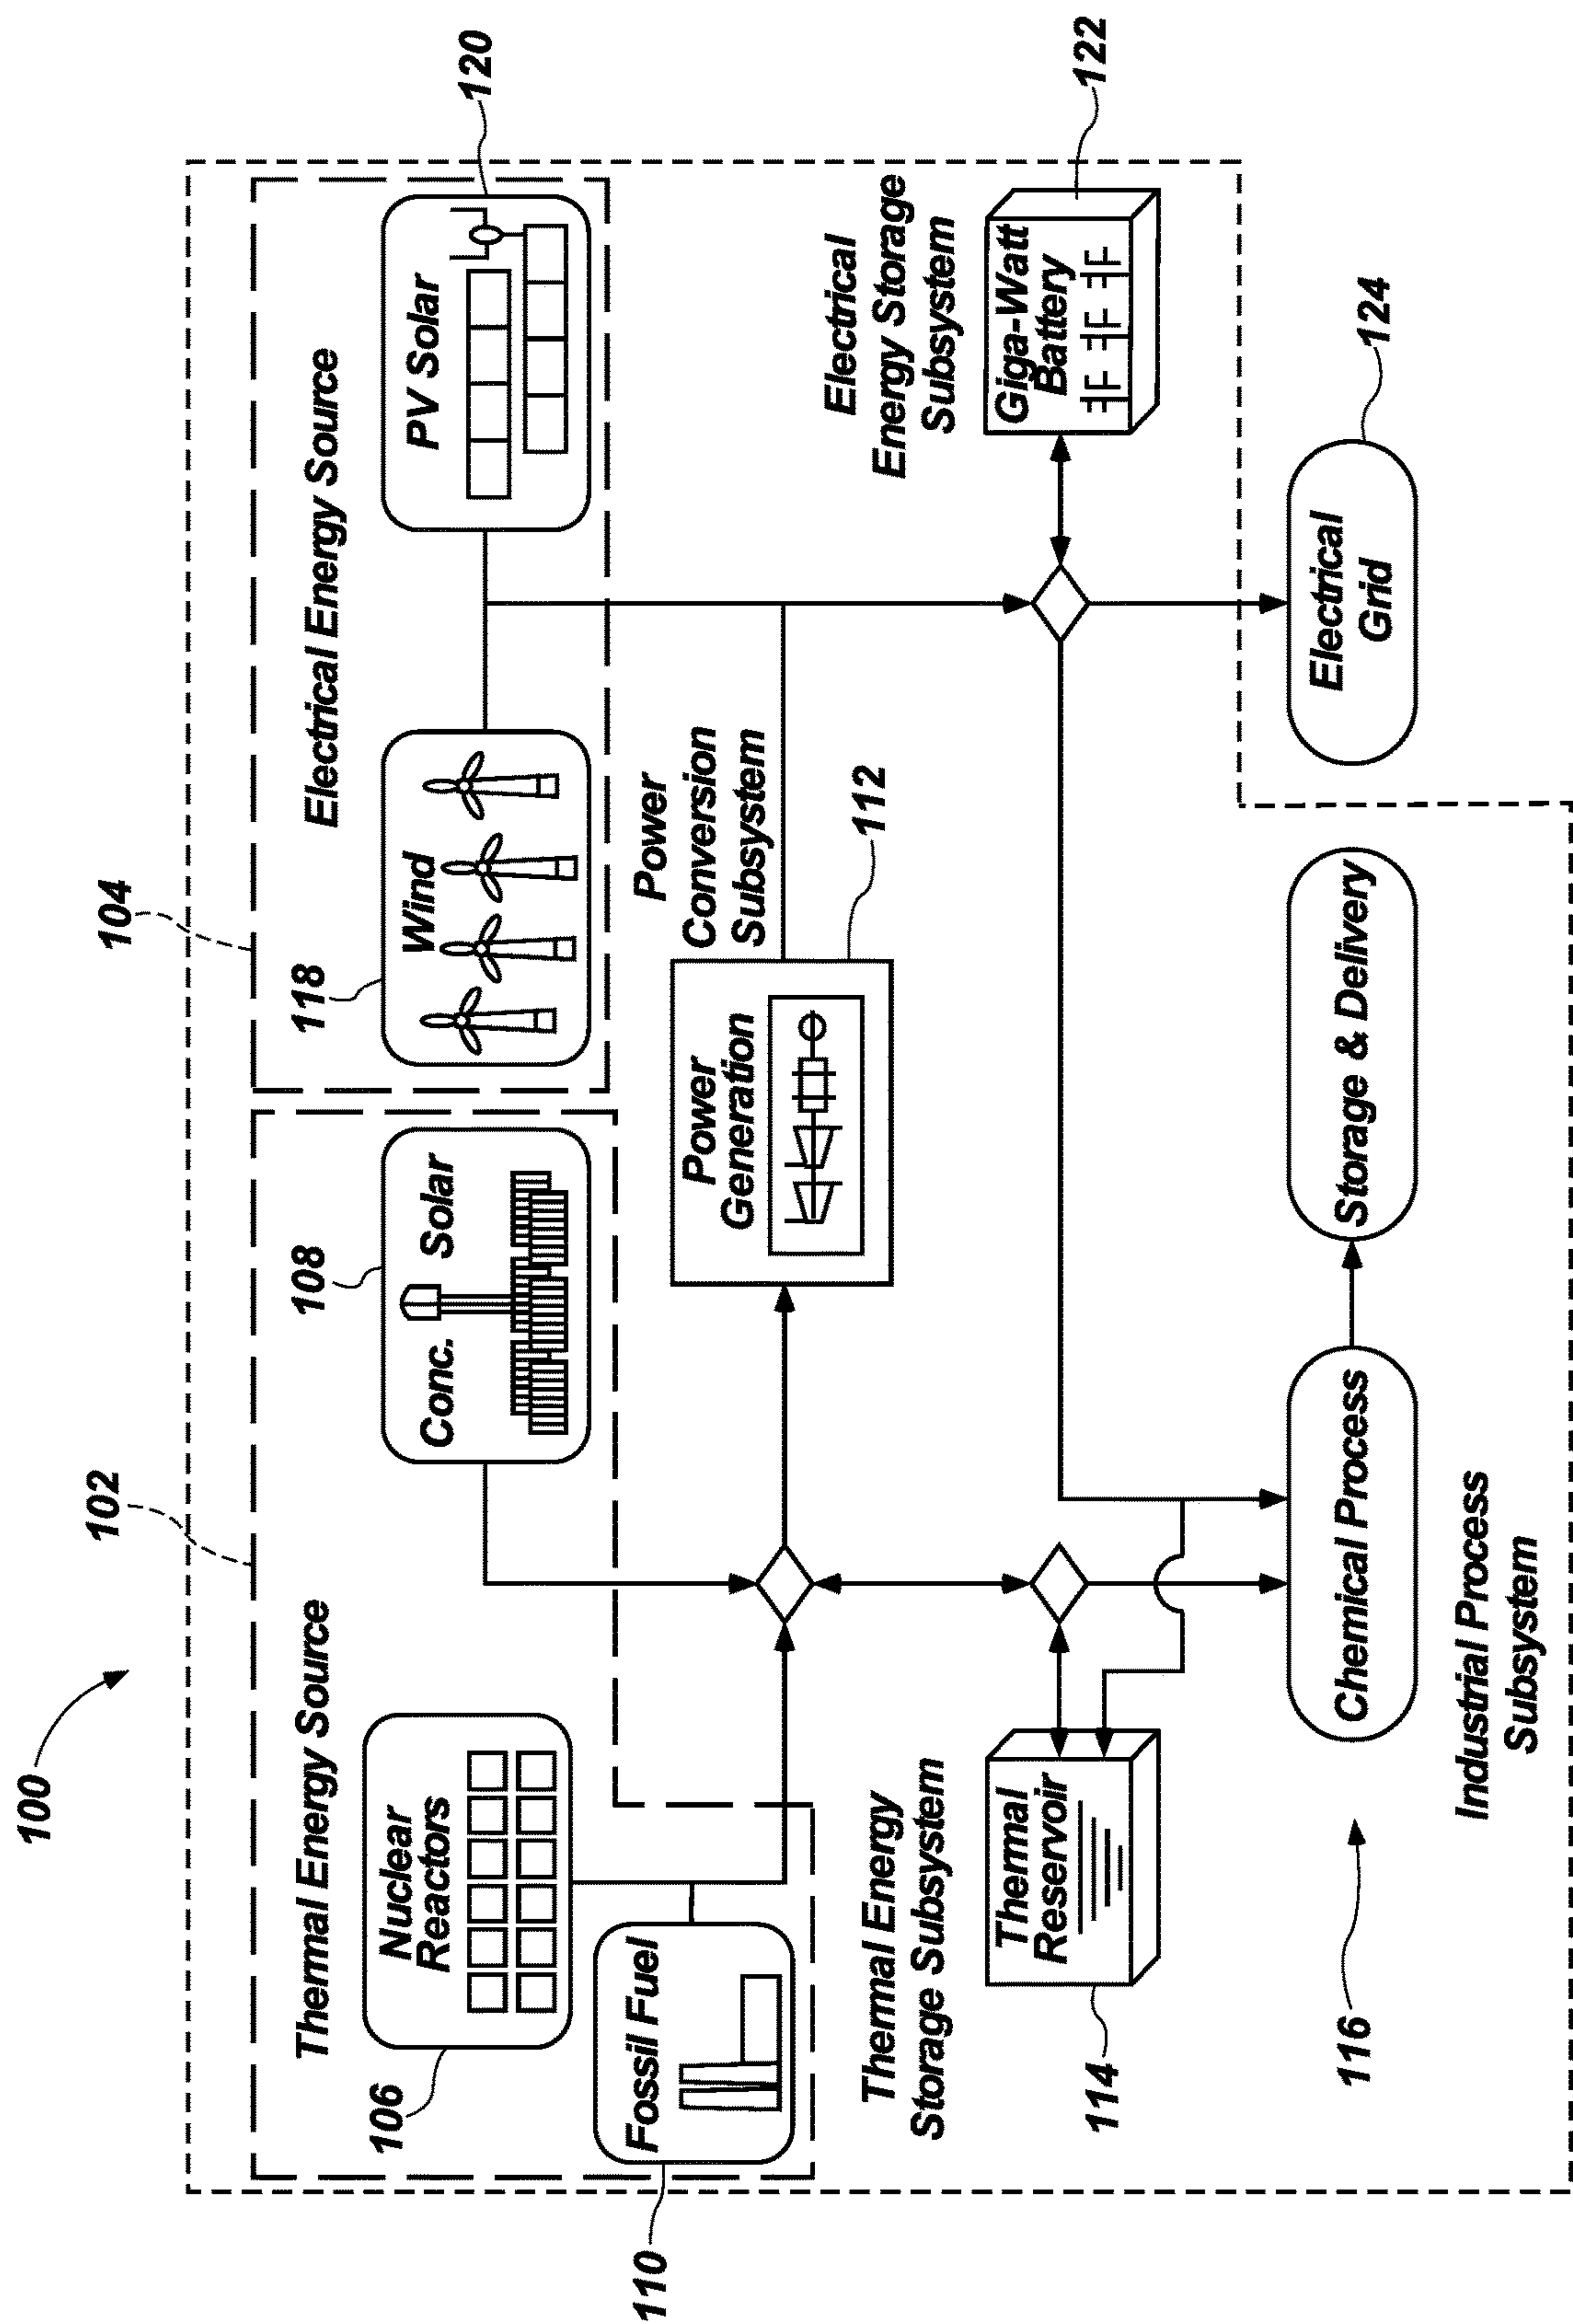 100
102
104
Thermal Energy Source
Electrical Energy Source
106
Nuclear
Reactors
108
Conc. Solar
118
Wind
PV Solar
120
110
Fossil Fuel
Power
Conversion
Subsystem
112
Power
Generation
Thermal Energy
Storage Subsystem
114
Thermal
Reservoir
Electrical
Energy Storage
Subsystem
Giga-Watt
Battery
122
116
Chemical Process
Storage & Delivery
Electrical
Grid
124
Industrial Process
Subsystem